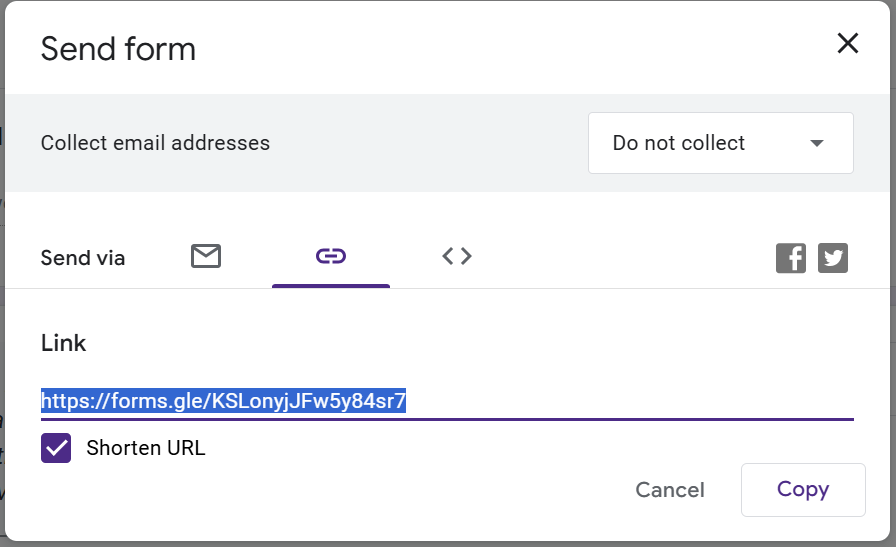 Send form
Collect email addresses
Do not collect
Send via
Link
https://forms.gle/KSLonyjJFw5y84sr7
Shorten URL
Cancel
Copy